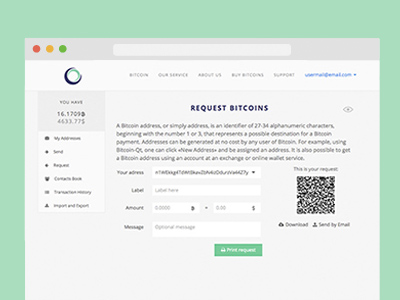 BITCOIN OUR SERVICE ABOUT US BUY BITCOINS SUPPORT usermail@email.com
YOU HAVE
16.1709฿
4633,77$
My Addresses
Send
Request
Contacts Book
Transaction History
Import and Export
REQUEST BITCOINS
A Bitcoin address, or simply address, is an identifier of 27-34 alphanumeric characters,
beginning with the number 1 or 3, that represents a possible destination for a Bitcoin
payment. Addresses can be generated at no cost by any user of Bitcoin. For example, using
Bitcoin-Qt, one can click «New Address» and be assigned an address. It is also possible to get
a Bitcoin address using an account at an exchange or online wallet service.
Your adress
Label Label here
Amount 0.0000 ฿ = 0.00 $
Message Optional message
Print request
This is your request:
Download Send by Email